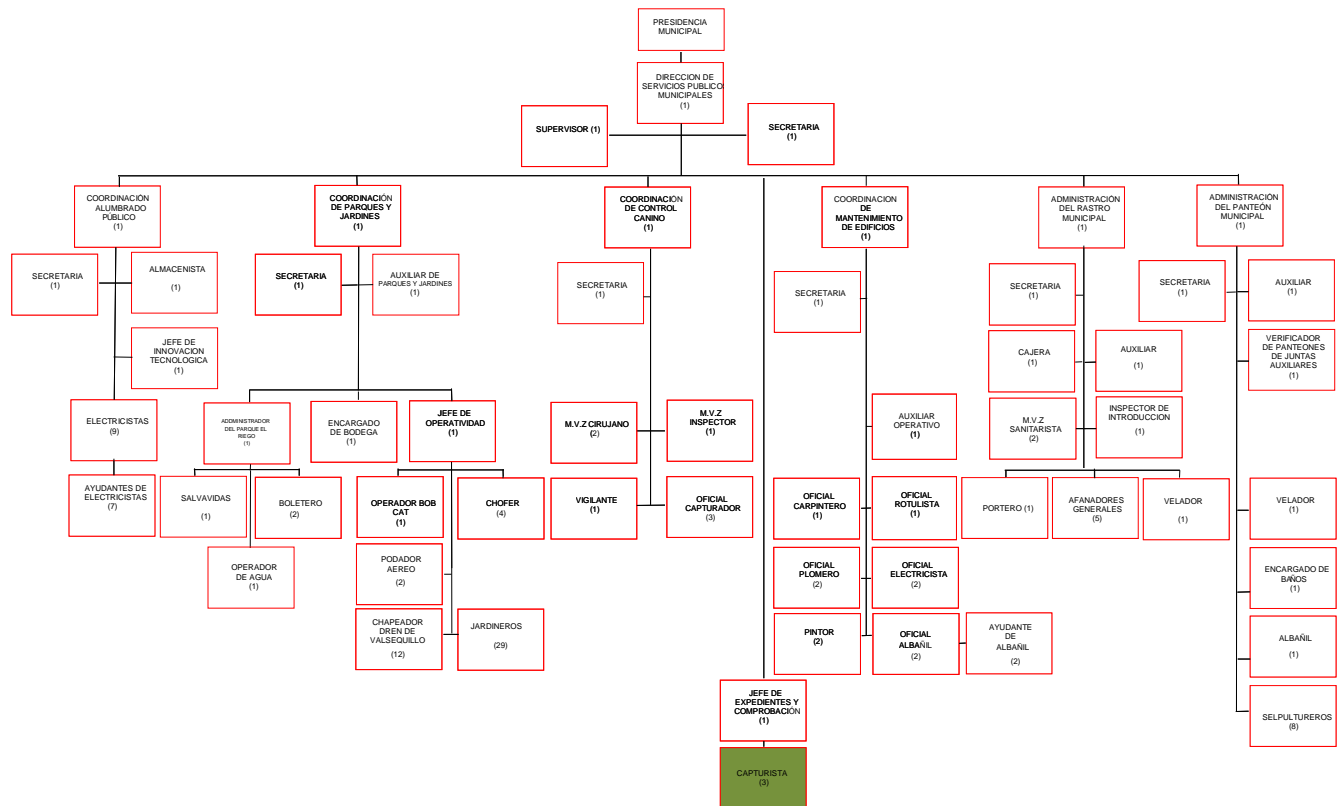 PRESIDENCIA
MUNICIPAL
DIRECCION DE
SERVICIOS PUBLICO
MUNICIPALES
(1)
SUPERVISOR (1)
SECRETARIA
(1)
COORDINACIÓN
ALUMBRADO
PÚBLICO
(1)
COORDINACIÓN
DE PARQUES Y
JARDINES
(1)
COORDINACIÓN
DE CONTROL
CANINO
(1)
COORDINACION
DE
MANTENIMIENTO
DE EDIFICIOS
(1)
ADMINISTRACIÓN
DEL RASTRO
MUNICIPAL
(1)
ADMINISTRACIÓN
DEL PANTEÓN
MUNICIPAL
(1)
SECRETARIA
(1)
ALMACENISTA
(1)
JEFE DE
INNOVACION
TECNOLOGICA
(1)
ELECTRICISTAS
(9)
AYUDANTES DE
ELECTRICISTAS
(7)
SECRETARIA
(1)
AUXILIAR DE
PARQUES Y JARDINES
(1)
ADDMINISTRADOR
DEL PARQUE EL
RIEGO
(1)
ENCARGADO
DE BODEGA
(1)
JEFE DE
OPERATIVIDAD
(1)
SALVAVIDAS
(1)
BOLETERO
(2)
OPERADOR
DE AGUA
(1)
OPERADOR BOB
CAT
(1)
CHOFER
(4)
PODADOR
AEREO
(2)
CHAPEADOR
DREN DE
VALSEQUILLO
(12)
JARDINEROS
(29)
SECRETARIA
(1)
M.V.Z CIRUJANO
(2)
M.V.Z
INSPECTOR
(1)
VIGILANTE
(1)
OFICIAL
CAPTURADOR
(3)
SECRETARIA
(1)
AUXILIAR
OPERATIVO
(1)
OFICIAL
CARPINTERO
(1)
OFICIAL
ROTULISTA
(1)
OFICIAL
PLOMERO
(2)
OFICIAL
ELECTRICISTA
(2)
PINTOR
(2)
OFICIAL
ALBAÑIL
(2)
AYUDANTE
DE
ALBAÑIL
(2)
SECRETARIA
(1)
CAJERA
(1)
AUXILIAR
(1)
M.V.Z
SANITARISTA
(2)
INSPECTOR DE
INTRODUCCION
(1)
PORTERO (1)
AFANADORES
GENERALES
(5)
VELADOR
(1)
SECRETARIA
(1)
AUXILIAR
(1)
VERIFICADOR
DE PANTEONES
DE JUNTAS
AUXILIARES
(1)
VELADOR
(1)
ENCARGADO DE
BAÑOS
(1)
ALBAÑIL
(1)
SELPULTUREROS
(8)
JEFE DE
EXPEDIENTES Y
COMPROBACIÓN
(1)
CAPTURISTA
(3)